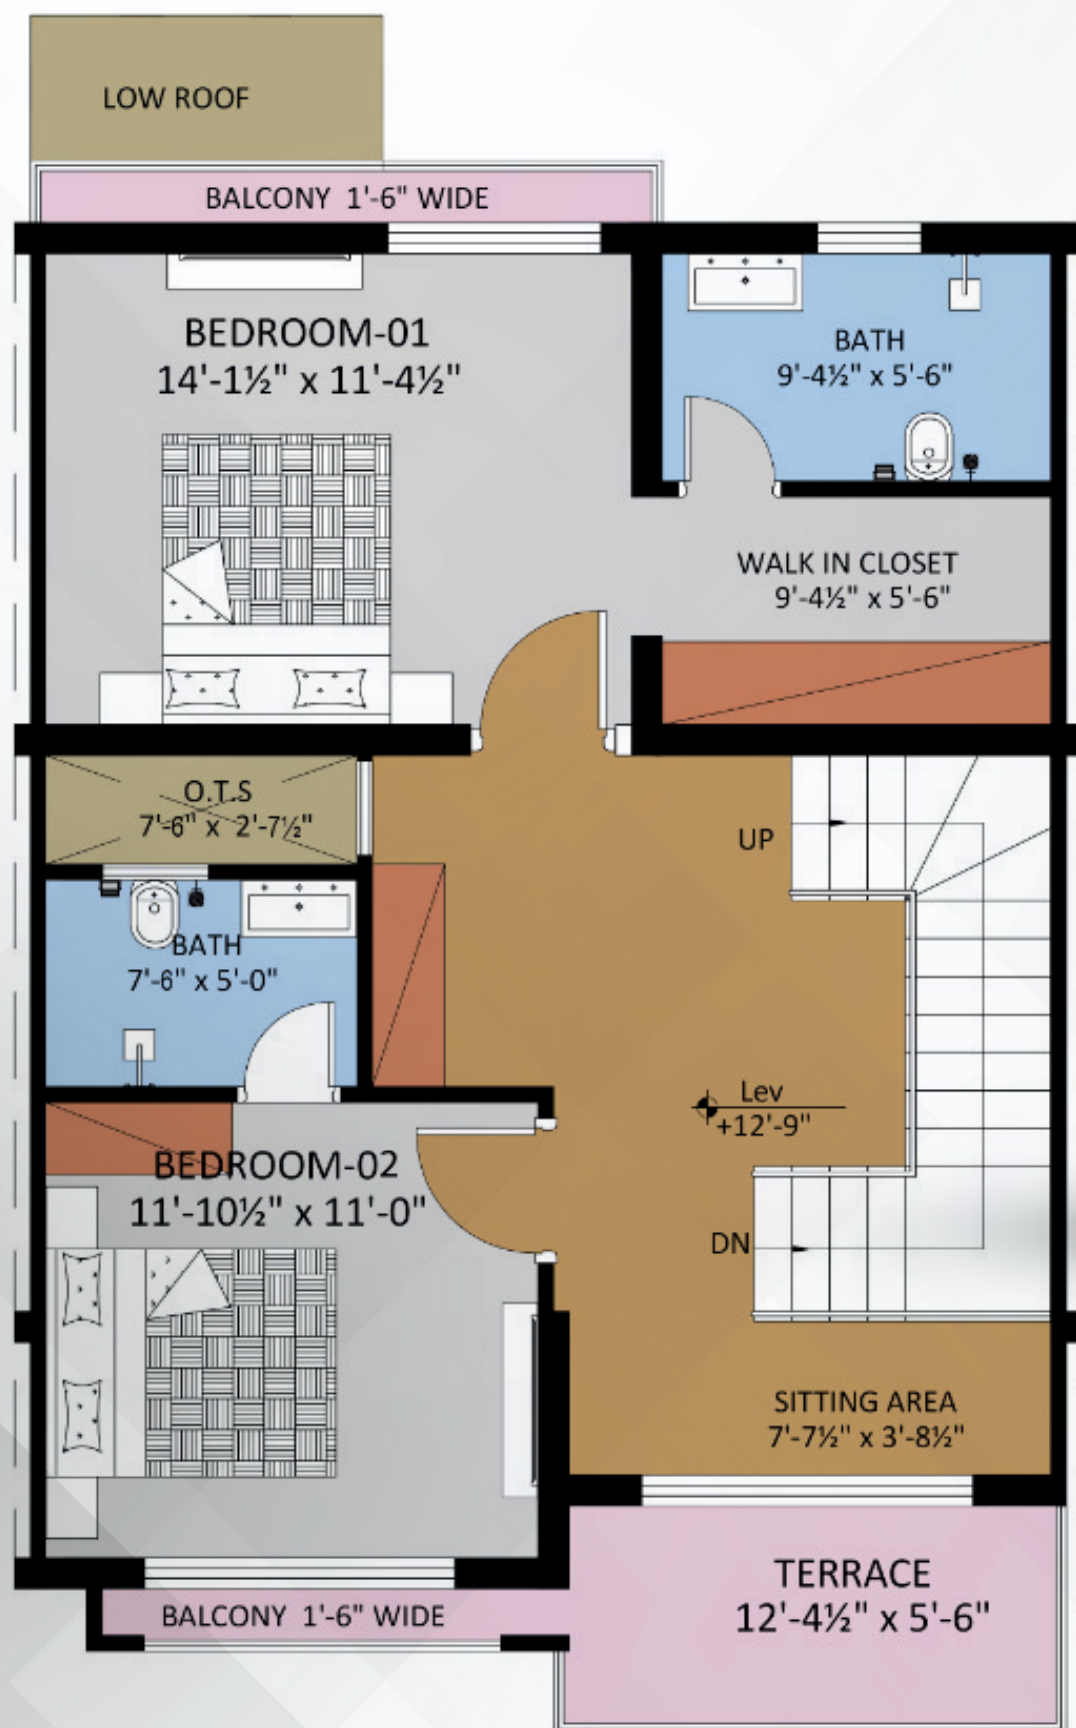 LOW ROOF
BALCONY 1'-6" WIDE
BEDROOM-01
14'-1½" x 11'-4½"
BATH
9'-4½" x 5'-6"
WALK IN CLOSET
9'-4½" x 5'-6"
O.T.S
7'-6" x 2'-7½"
UP
BATH
7'-6" x 5'-0"
Lev
+12'-9"
BEDROOM-02
11'-10½" x 11'-0"
DN
SITTING AREA
7'-7½" x 3'-8½"
TERRACE
12'-4½" x 5'-6"
BALCONY 1'-6" WIDE